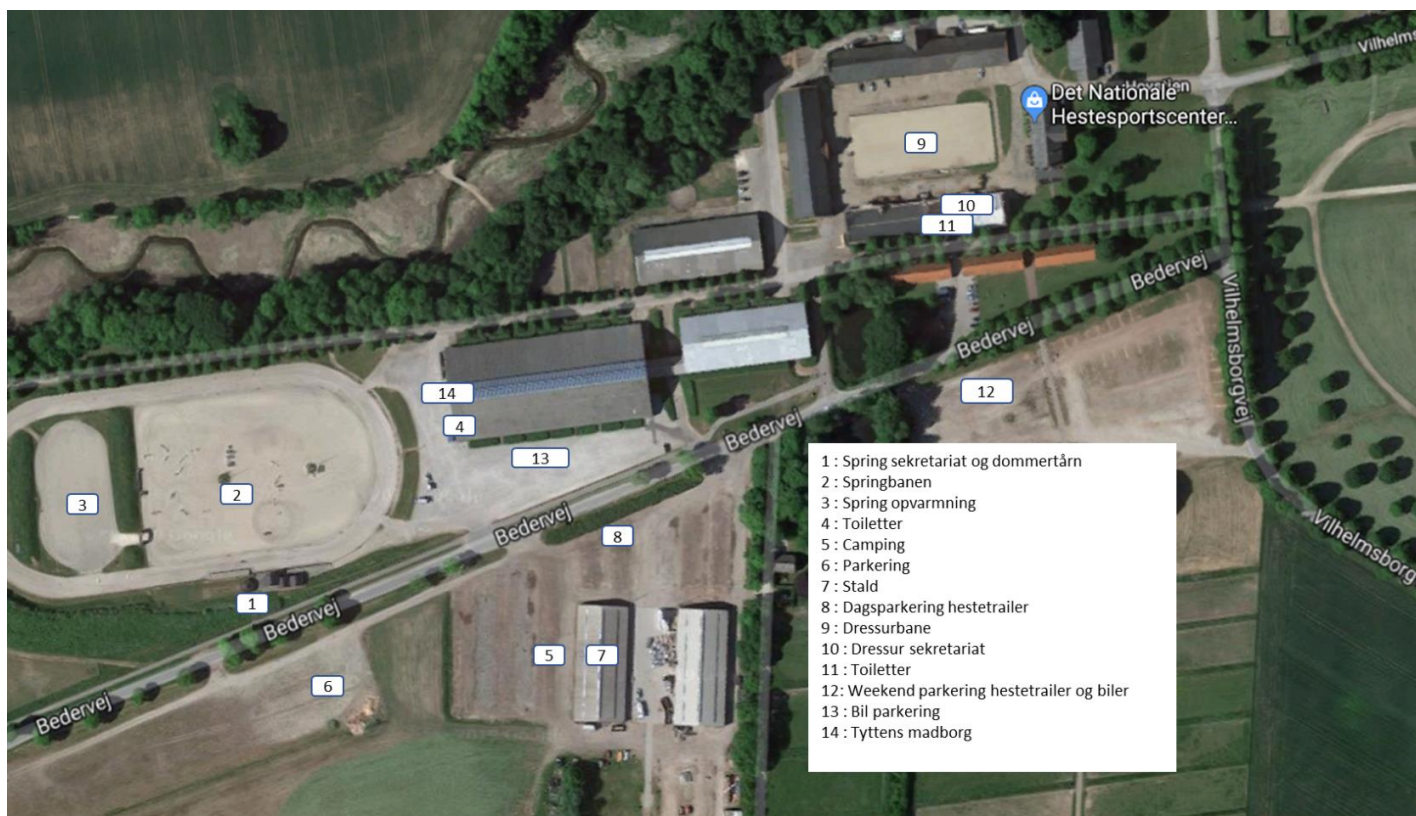 Vilhelms
Hovstien
Det Nationale
Hestesportscenter...
9
10
11
Bedervej
Vilhelmsborgvej
Bedervej
14
12
4
Bedervej
13
1 : Spring sekretariat og dommertårn
2 : Springbanen
3 : Spring opvarmning
4 : Toiletter
5 : Camping
6 : Parkering
7 : Stald
8 : Dagsparkering hestetrailer
9 : Dressurbane
10 : Dressur sekretariat
11 : Toiletter
12: Weekend parkering hestetrailer og biler
13 : Bil parkering
14 : Tyttens madborg
2
3
Bedervej
Vilhelmsborg
8
1
Bedervej
5
7
6
Bedervej